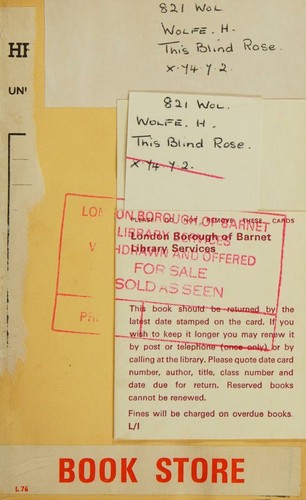 821 WOL
WOLFE. H.
This Blind Rose.
X.Y4 Y.2.
HF
UN
821 WOL.
WOLFE. H.
This Blind Rose.
X Y4 Y.2.
PLEASE DO NOT REMOVE THESE CARDS
London Borough of Barnet
Library Services
LONDON BOROUGH OF BARNET
LIBRARY SERVICES
WITHDRAWN AND OFFERED
FOR SALE
SOLD AS SEEN
This book should be returned by the
latest date stamped on the card. If you
wish to keep it longer you may renew it
by post or telephone (once only) or by
calling at the library. Please quote date card
number, author, title, class number and
date due for return. Reserved books
cannot be renewed.
Fines will be charged on overdue books.
L/I
BOOK STORE
L 76